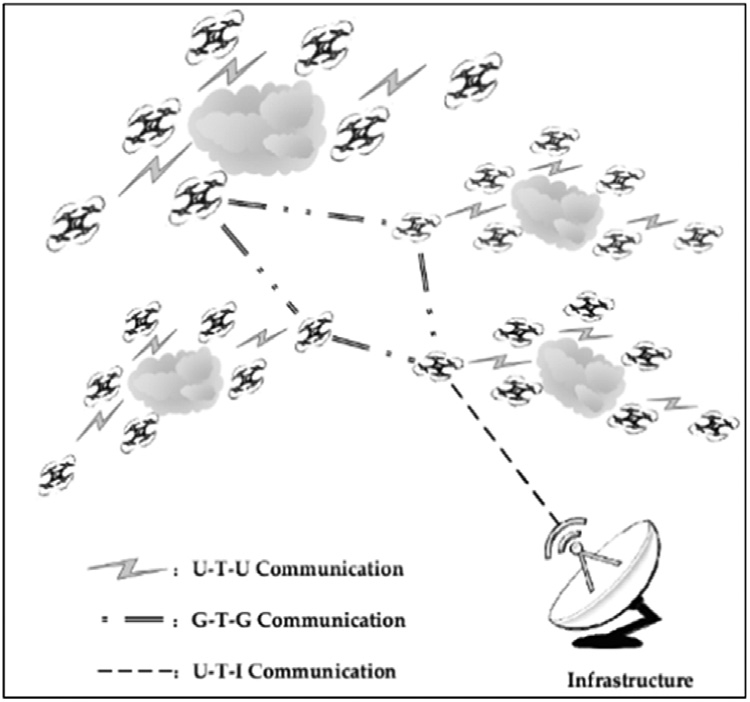 : U-T-U Communication
: G-T-G Communication
: U-T-I Communication
Infrastructure